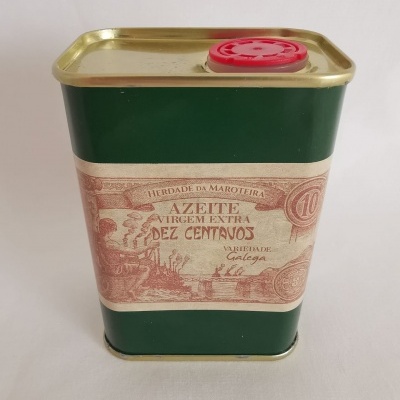 HERDADE DA MAROTEIRA
AZEITE
VIRGEM EXTRA
DEZ CENTAVOS
VARIEDADE
Galega
10